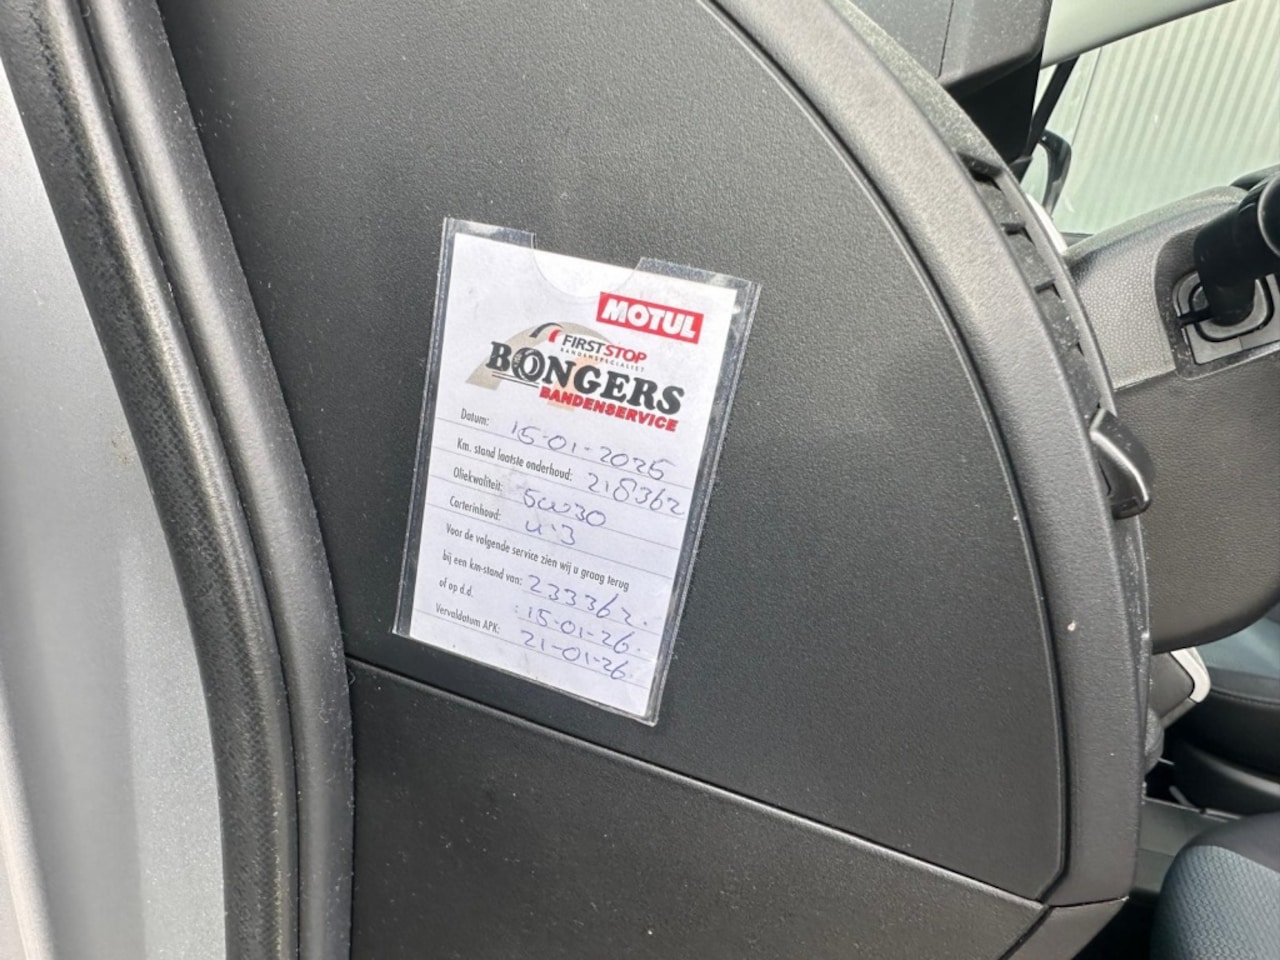 MOTUL
FIRSTSTOP
BANDENSPECIALIST
BONGERS
BANDENSERVICE
Datum: 15-01-2025
Km. stand laatste onderhoud: 218362
Oliekwaliteit: 5w30
Carterinhoud: 4.3
Voor de volgende service zien wij u graag terug
bij een km-stand van: 233362.
of op d.d. 15-01-26.
Vervaldatum APK: 21-01-26.